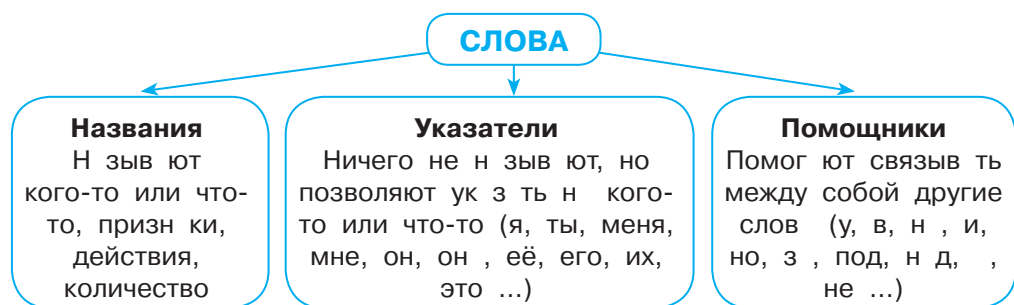 СЛОВА
Названия
Н зыв ют
кого-то или что-
то, призн ки,
действия,
количество
Указатели
Ничего не н зыв ют, но
позволяют ук з ть н кого-
то или что-то (я, ты, меня,
мне, он, он , её, его, их,
это ...)
Помощники
Помог ют связыв ть
между собой другие
слов (у, в, н , и,
но, з , под, н д, ,
не ...)